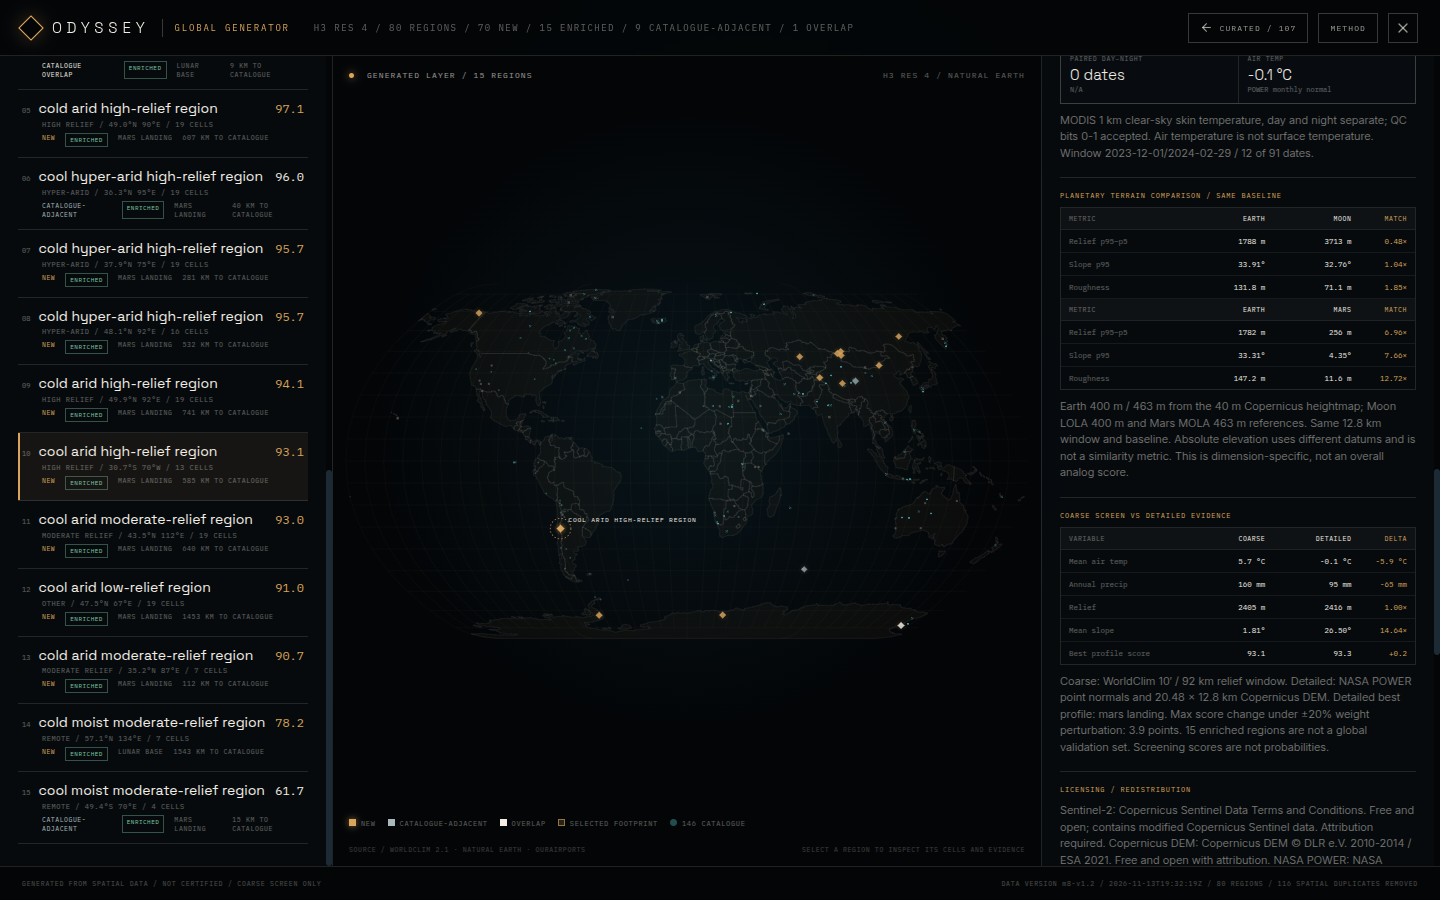 ODYSSEY
GLOBAL GENERATOR
H3 RES 4 / 80 REGIONS / 70 NEW / 15 ENRICHED / 9 CATALOGUE-ADJACENT / 1 OVERLAP
← CURATED / 107
METHOD
CATALOGUE OVERLAP ENRICHED LUNAR BASE 9 KM TO CATALOGUE
05 cold arid high-relief region 97.1
HIGH RELIEF / 49.0°N 90°E / 19 CELLS
NEW ENRICHED MARS LANDING 607 KM TO CATALOGUE
06 cool hyper-arid high-relief region 96.0
HYPER-ARID / 36.3°N 95°E / 19 CELLS
CATALOGUE-ADJACENT ENRICHED MARS LANDING 40 KM TO CATALOGUE
07 cold hyper-arid high-relief region 95.7
HYPER-ARID / 37.9°N 75°E / 19 CELLS
NEW ENRICHED MARS LANDING 281 KM TO CATALOGUE
08 cold hyper-arid high-relief region 95.7
HYPER-ARID / 48.1°N 92°E / 16 CELLS
NEW ENRICHED MARS LANDING 532 KM TO CATALOGUE
09 cold arid high-relief region 94.1
HIGH RELIEF / 49.9°N 92°E / 19 CELLS
NEW ENRICHED MARS LANDING 741 KM TO CATALOGUE
10 cool arid high-relief region 93.1
HIGH RELIEF / 30.7°S 70°W / 13 CELLS
NEW ENRICHED MARS LANDING 585 KM TO CATALOGUE
11 cool arid moderate-relief region 93.0
MODERATE RELIEF / 43.5°N 112°E / 19 CELLS
NEW ENRICHED MARS LANDING 640 KM TO CATALOGUE
12 cool arid low-relief region 91.0
OTHER / 47.5°N 67°E / 19 CELLS
NEW ENRICHED MARS LANDING 1453 KM TO CATALOGUE
13 cold arid moderate-relief region 90.7
MODERATE RELIEF / 35.2°N 87°E / 7 CELLS
NEW ENRICHED MARS LANDING 112 KM TO CATALOGUE
14 cold moist moderate-relief region 78.2
REMOTE / 57.1°N 134°E / 7 CELLS
NEW ENRICHED LUNAR BASE 1543 KM TO CATALOGUE
15 cool moist moderate-relief region 61.7
REMOTE / 49.4°S 70°E / 4 CELLS
CATALOGUE-ADJACENT ENRICHED MARS LANDING 15 KM TO CATALOGUE
GENERATED LAYER / 15 REGIONS
H3 RES 4 / NATURAL EARTH
COOL ARID HIGH-RELIEF REGION
NEW CATALOGUE-ADJACENT OVERLAP SELECTED FOOTPRINT 146 CATALOGUE
SOURCE / WORLDCLIM 2.1 · NATURAL EARTH · OURAIRPORTS
SELECT A REGION TO INSPECT ITS CELLS AND EVIDENCE
PAIRED DAY-NIGHT AIR TEMP
0 dates -0.1 °C
N/A POWER monthly normal
MODIS 1 km clear-sky skin temperature, day and night separate; QC
bits 0-1 accepted. Air temperature is not surface temperature.
Window 2023-12-01/2024-02-29 / 12 of 91 dates.
PLANETARY TERRAIN COMPARISON / SAME BASELINE
METRIC EARTH MOON MATCH
Relief p95-p5 1788 m 3713 m 0.48×
Slope p95 33.91° 32.76° 1.04×
Roughness 131.8 m 71.1 m 1.85×
METRIC EARTH MARS MATCH
Relief p95-p5 1782 m 256 m 6.96×
Slope p95 33.31° 4.35° 7.66×
Roughness 147.2 m 11.6 m 12.72×
Earth 400 m / 463 m from the 40 m Copernicus heightmap; Moon
LOLA 400 m and Mars MOLA 463 m references. Same 12.8 km
window and baseline. Absolute elevation uses different datums and is
not a similarity metric. This is dimension-specific, not an overall
analog score.
COARSE SCREEN VS DETAILED EVIDENCE
VARIABLE COARSE DETAILED DELTA
Mean air temp 5.7 °C -0.1 °C -5.9 °C
Annual precip 160 mm 95 mm -65 mm
Relief 2405 m 2416 m 1.00×
Mean slope 1.81° 26.50° 14.64×
Best profile score 93.1 93.3 +0.2
Coarse: WorldClim 10′ / 92 km relief window. Detailed: NASA POWER
point normals and 20.48 × 12.8 km Copernicus DEM. Detailed best
profile: mars landing. Max score change under ±20% weight
perturbation: 3.9 points. 15 enriched regions are not a global
validation set. Screening scores are not probabilities.
LICENSING / REDISTRIBUTION
Sentinel-2: Copernicus Sentinel Data Terms and Conditions. Free and
open; contains modified Copernicus Sentinel data. Attribution
required. Copernicus DEM: Copernicus DEM © DLR e.V. 2010-2014 /
ESA 2021. Free and open with attribution. NASA POWER: NASA
GENERATED FROM SPATIAL DATA / NOT CERTIFIED / COARSE SCREEN ONLY
DATA VERSION m8-v1.2 / 2026-11-13T19:32:19Z / 80 REGIONS / 116 SPATIAL DUPLICATES REMOVED